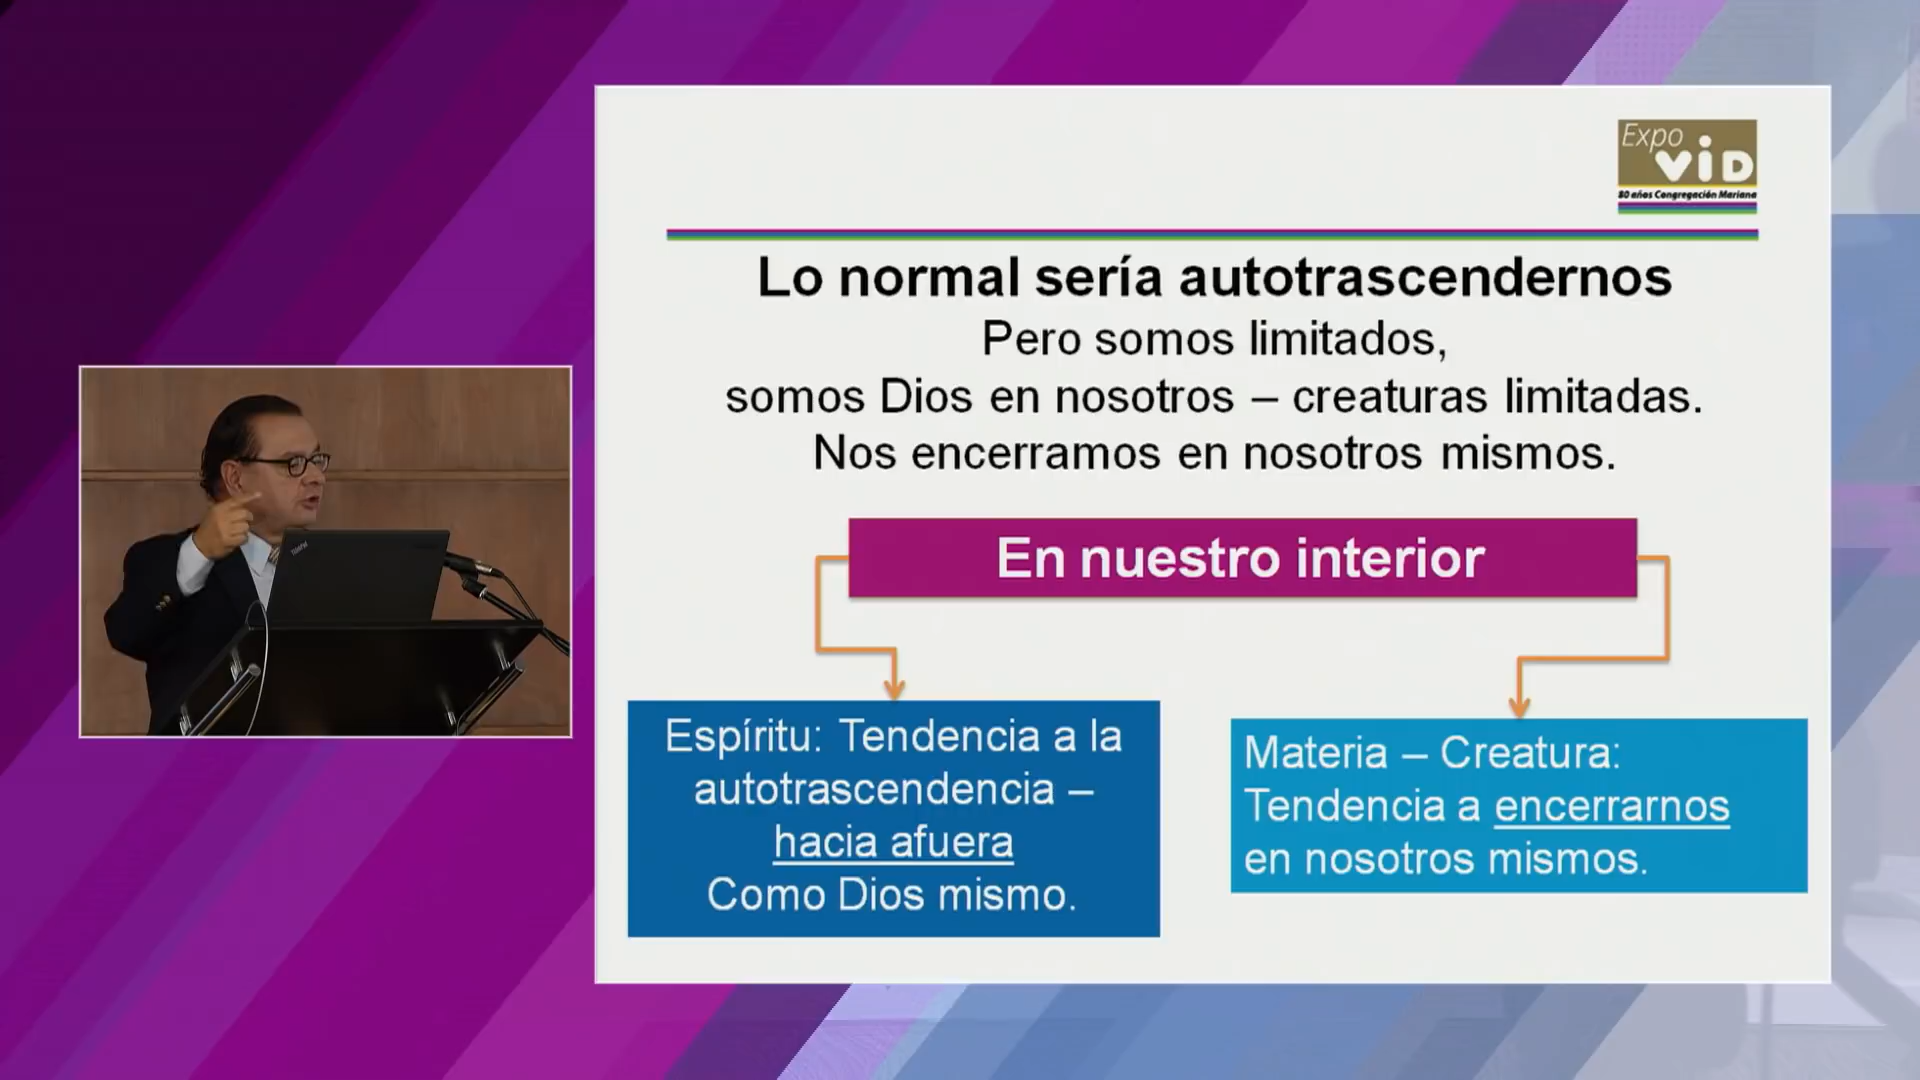 Expo
ViD
80 años Congregación Mariana
Lo normal sería autotrascendernos
Pero somos limitados,
somos Dios en nosotros – creaturas limitadas.
Nos encerramos en nosotros mismos.
En nuestro interior
Espíritu: Tendencia a la
autotrascendencia –
hacia afuera
Como Dios mismo.
Materia – Creatura:
Tendencia a encerrarnos
en nosotros mismos.
ThinkPad